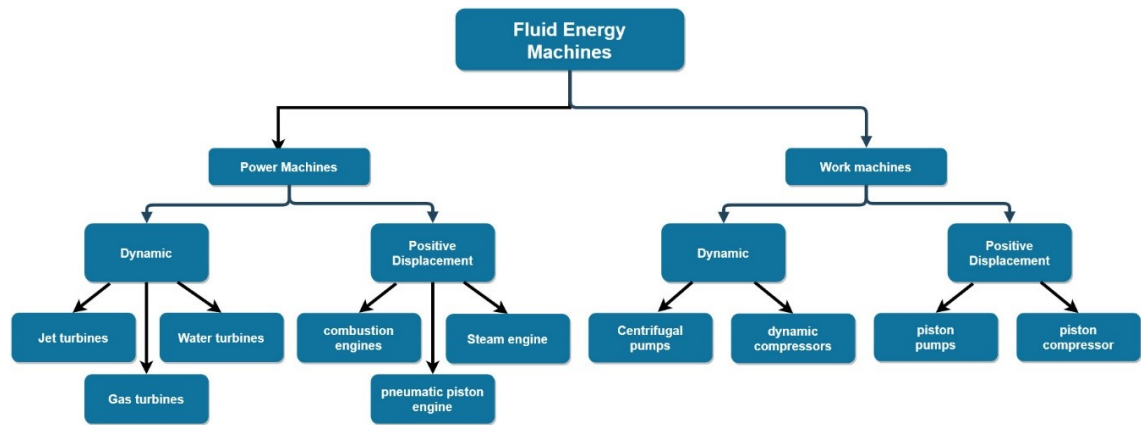 Fluid Energy
Machines
Power Machines
Work machines
Dynamic
Positive
Displacement
Dynamic
Positive
Displacement
Jet turbines
Water turbines
combustion
engines
Steam engine
Centrifugal
pumps
dynamic
compressors
piston
pumps
piston
compressor
Gas turbines
pneumatic piston
engine